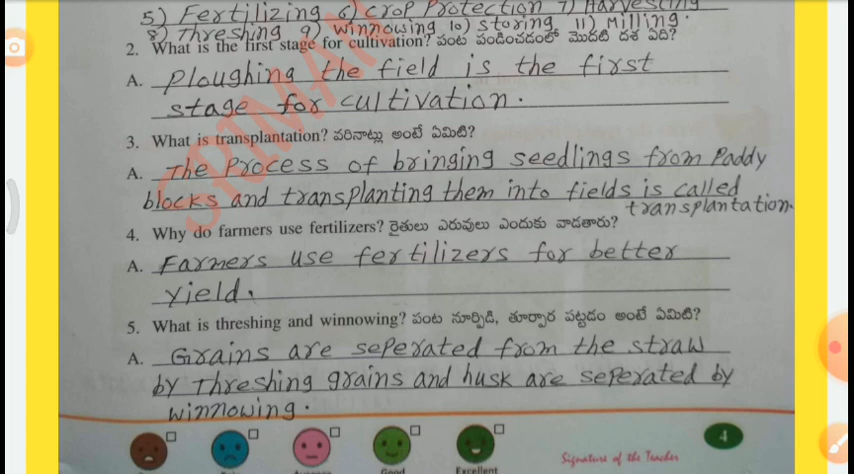 5) Fertilizing 6) Crop Protection 7) Harvesting
8) Threshing 9) winnowing 10) storing 11) Milling.
2. What is the first stage for cultivation? పంట పండించడంలో మొదటి దశ ఏది?
A. Ploughing the field is the first
stage for cultivation.
3. What is transplantation? వరినాట్లు అంటే ఏమిటి?
A. The Process of bringing seedlings from Paddy
blocks and transplanting them into fields is called
transplantation.
4. Why do farmers use fertilizers? రైతులు ఎరువులు ఎందుకు వాడతారు?
A. Farmers use fertilizers for better
yield.
5. What is threshing and winnowing? పంట నూర్పిడి, తూర్పార పట్టడం అంటే ఏమిటి?
A. Grains are seperated from the straw
by Threshing grains and husk are seperated by
winnowing.
4
Signature of the Teacher
Good
Excellent